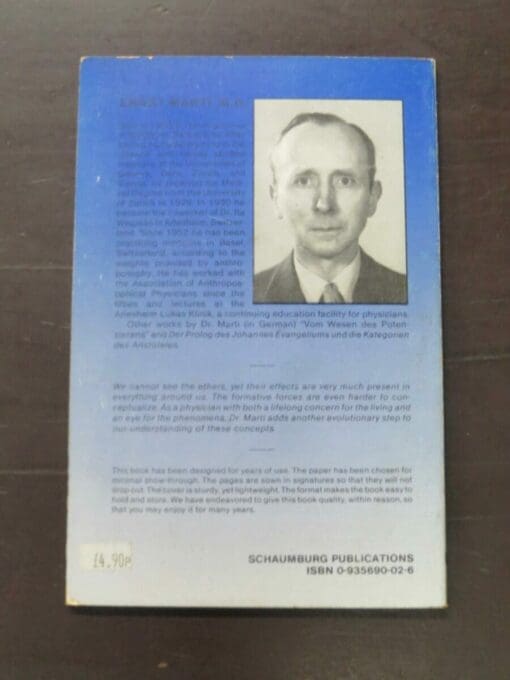 ERNST MARTI, M.D.
of Zurich in 1929. In 1930 he
became the co-worker of Dr. Ita
Wegman in Arlesheim, Switzer-
land. Since 1952 he has been
practicing medicine in Basel,
Switzerland, according to the
insights provided by anthro-
posophy. He has worked with
the Association of Anthropos-
ophical Physicians since the
fifties and lectures at the
Arlesheim Lukas Klinik, a continuing education facility for physicians.
Other works by Dr. Marti (in German) "Vom Wesen des Poten-
tierens" and Der Prolog des Johannes Evangeliums und die Kategorien
des Aristoteles.
We cannot see the ethers, yet their effects are very much present in
everything around us. The formative forces are even harder to con-
ceptualize. As a physician with both a lifelong concern for the living and
an eye for the phenomena, Dr. Marti adds another evolutionary step to
our understanding of these concepts.
This book has been designed for years of use. The paper has been chosen for
minimal show-through. The pages are sewn in signatures so that they will not
drop out. The cover is sturdy, yet lightweight. The format makes the book easy to
hold and store. We have endeavored to give this book quality, within reason, so
that you may enjoy it for many years.
£4.90p
SCHAUMBURG PUBLICATIONS
ISBN 0-935690-02-6